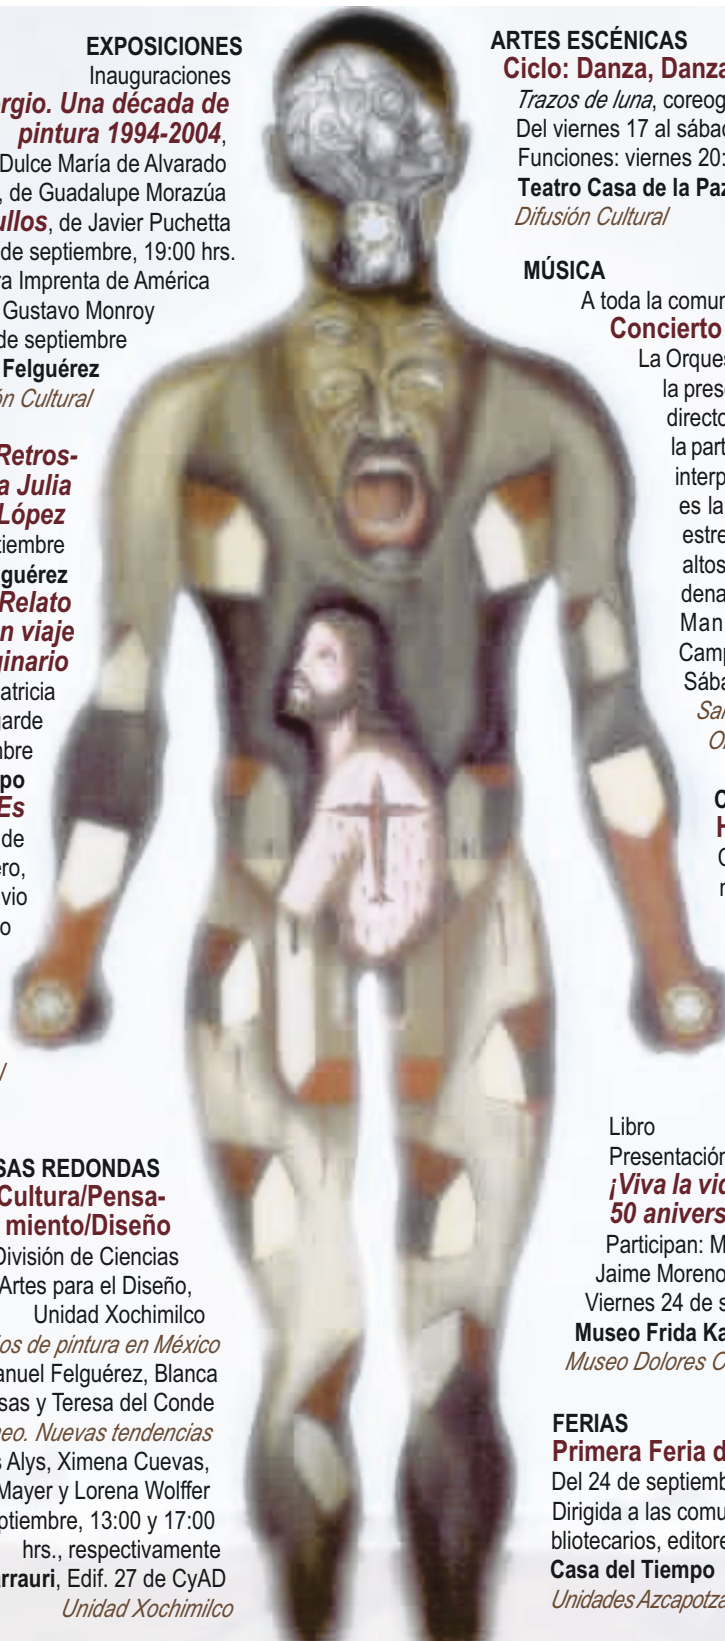 EXPOSICIONES
Inauguraciones
rgio. Una década de
pintura 1994-2004,
Dulce María de Alvarado
, de Guadalupe Morazúa
ullos, de Javier Puchetta
de septiembre, 19:00 hrs.
ra Imprenta de América
Gustavo Monroy
de septiembre
Felguérez
ón Cultural
Retros-
a Julia
López
tiembre
guérez
Relato
n viaje
ginario
atricia
garde
mbre
po
Es
de
ero,
vio
o
l
SAS REDONDAS
Cultura/Pensa-
miento/Diseño
División de Ciencias
Artes para el Diseño,
Unidad Xochimilco
ios de pintura en México
anuel Felguérez, Blanca
sas y Teresa del Conde
neo. Nuevas tendencias
s Alys, Ximena Cuevas,
Mayer y Lorena Wolffer
ptiembre, 13:00 y 17:00
hrs., respectivamente
arrauri, Edif. 27 de CyAD
Unidad Xochimilco
ARTES ESCÉNICAS
Ciclo: Danza, Danza
Trazos de luna, coreog
Del viernes 17 al sábad
Funciones: viernes 20:
Teatro Casa de la Paz
Difusión Cultural
MÚSICA
A toda la comun
Concierto
La Orques
la prese
directo
la part
interp
es la
estre
altos
dena
Man
Camp
Sába
Sal
O
C
H
C
r
Libro
Presentación
¡Viva la vid
50 anivers
Participan: M
Jaime Moreno
Viernes 24 de s
Museo Frida Ka
Museo Dolores O
FERIAS
Primera Feria d
Del 24 de septiemb
Dirigida a las comu
bliotecarios, editore
Casa del Tiempo
Unidades Azcapotza